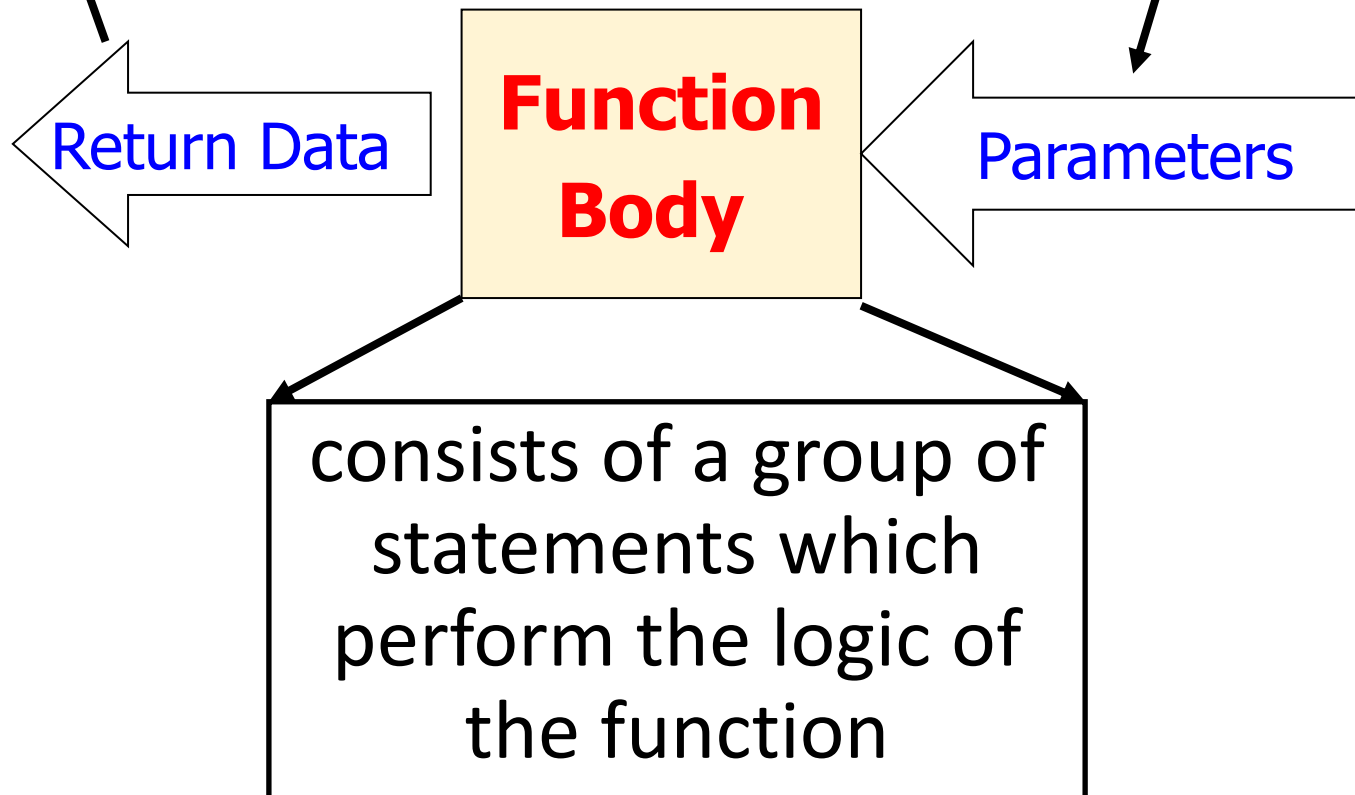 Return Data
Function
Body
Parameters
consists of a group of
statements which
perform the logic of
the function